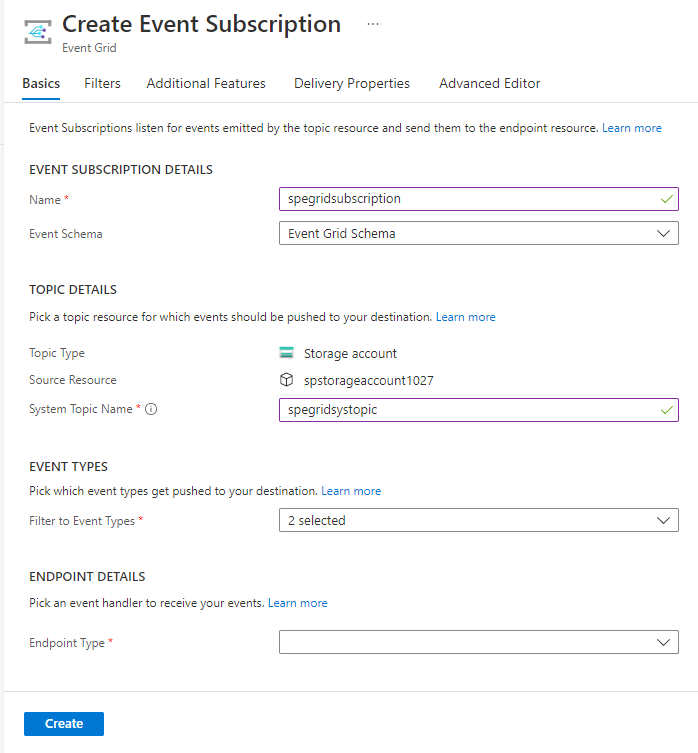 Create Event Subscription ...
Event Grid
Basics Filters Additional Features Delivery Properties Advanced Editor
Event Subscriptions listen for events emitted by the topic resource and send them to the endpoint resource. Learn more
EVENT SUBSCRIPTION DETAILS
Name * spegridsubscription
Event Schema Event Grid Schema
TOPIC DETAILS
Pick a topic resource for which events should be pushed to your destination. Learn more
Topic Type Storage account
Source Resource spstorageaccount1027
System Topic Name * spegridsystopic
EVENT TYPES
Pick which event types get pushed to your destination. Learn more
Filter to Event Types * 2 selected
ENDPOINT DETAILS
Pick an event handler to receive your events. Learn more
Endpoint Type *
Create